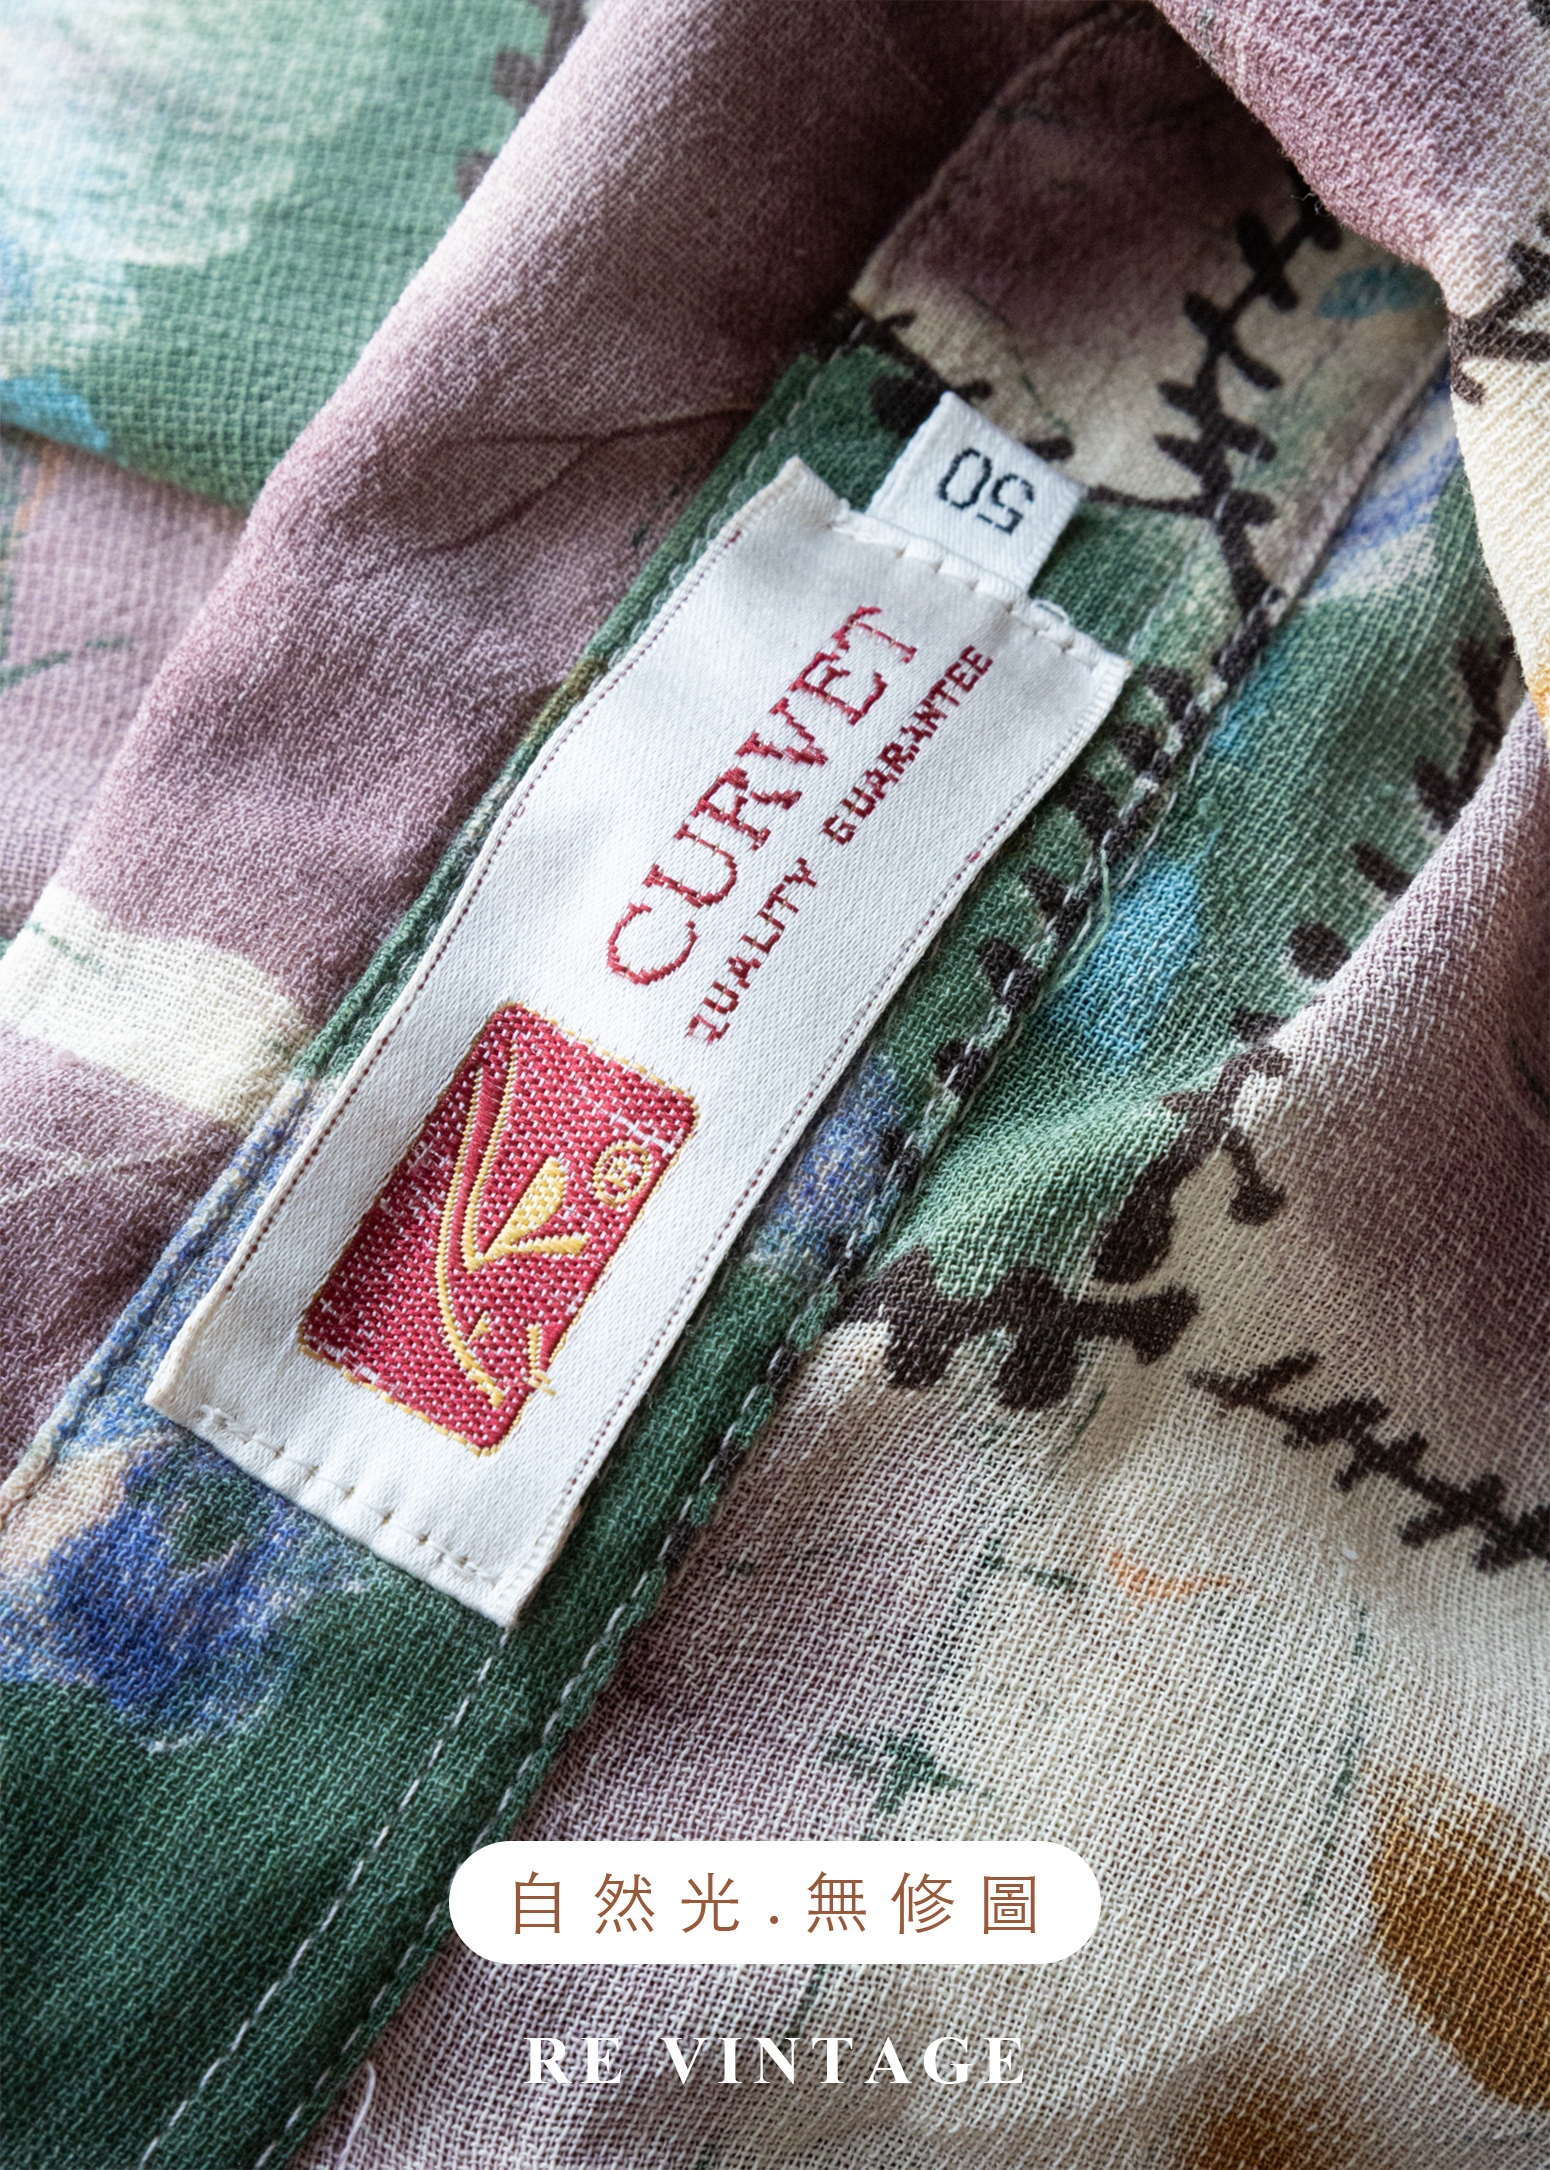 50
CURVET
QUALITY GUARANTEE
®
自然光.無修圖
RE VINTAGE